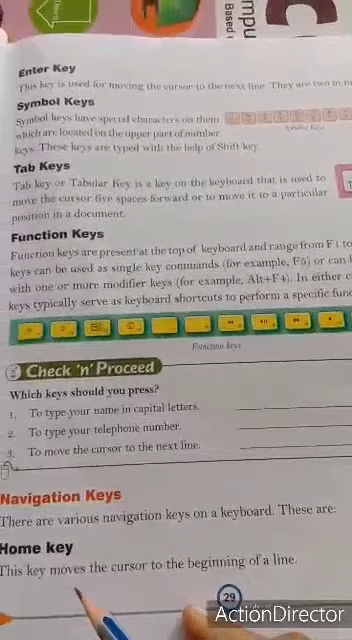 Based
Enter Key
This key is used for moving the cursor to the next line. They are two in
Symbol Keys
Symbol keys have special characters on them
which are located on the upper part of number
keys. These keys are typed with the help of Shift key
Symbol Keys
Tab Keys
Tab key or Tabular Key is a key on the keyboard that is used to
move the cursor five spaces forward or to move it to a particular
position in a document.
Function Keys
Function keys are present at the top of keyboard and range from F1 to
keys can be used as single key commands (for example, F5) or can
with one or more modifier keys (for example, Alt+F4). In either
keys typically serve as keyboard shortcuts to perform a specific
Function keys
Check 'n' Proceed
Which keys should you press?
1. To type your name in capital letters.
2. To type your telephone number.
3. To move the cursor to the next line.
Navigation Keys
There are various navigation keys on a keyboard. These are:
Home key
This key moves the cursor to the beginning of a line.
29
ActionDirector